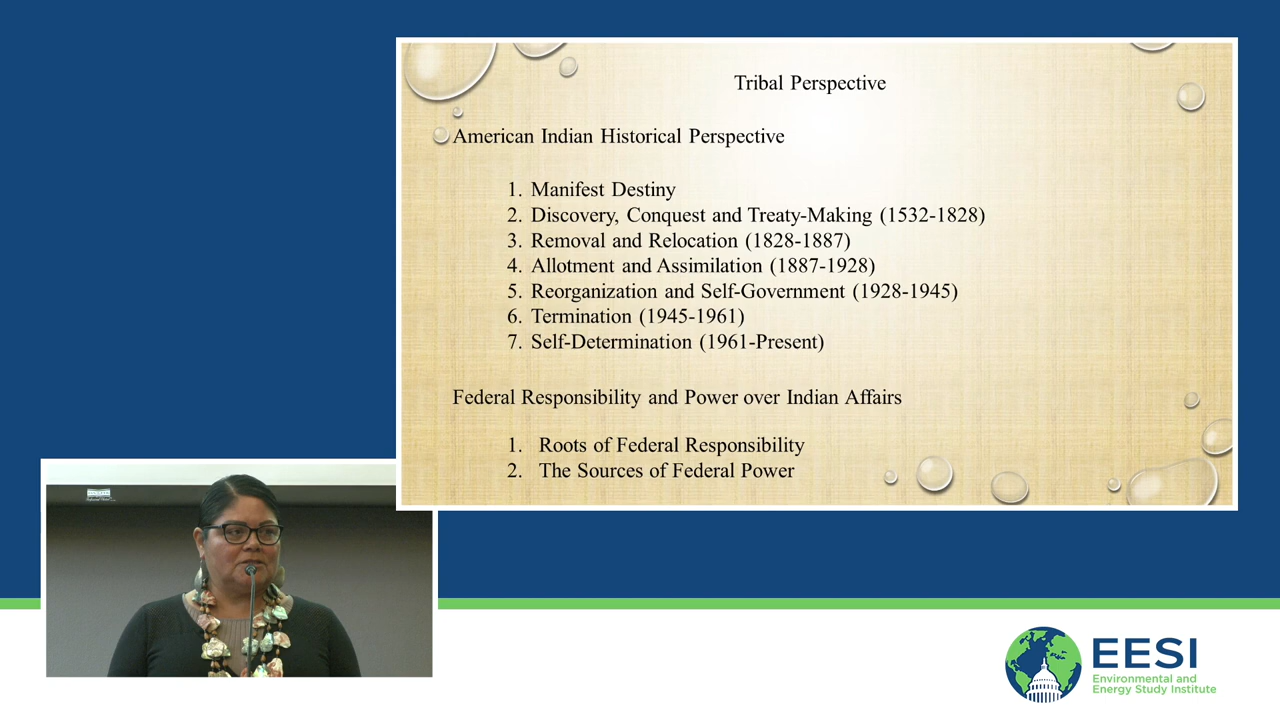 Tribal Perspective
American Indian Historical Perspective
1. Manifest Destiny
2. Discovery, Conquest and Treaty-Making (1532-1828)
3. Removal and Relocation (1828-1887)
4. Allotment and Assimilation (1887-1928)
5. Reorganization and Self-Government (1928-1945)
6. Termination (1945-1961)
7. Self-Determination (1961-Present)
Federal Responsibility and Power over Indian Affairs
1. Roots of Federal Responsibility
2. The Sources of Federal Power
EESI
Environmental and
Energy Study Institute